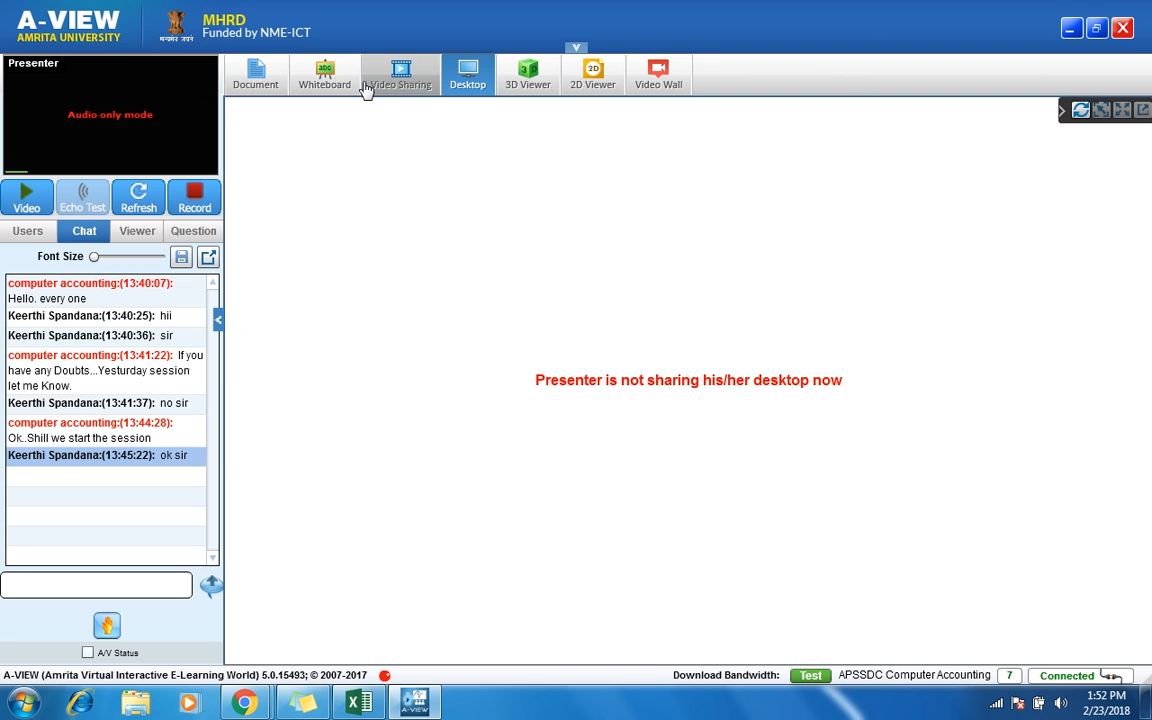 A-VIEW
AMRITA UNIVERSITY
सत्यमेव जयते
MHRD
Funded by NME-ICT
Presenter
Audio only mode
Document
Whiteboard
Video Sharing
Desktop
3D Viewer
2D Viewer
Video Wall
Video
Echo Test
Refresh
Record
Users
Chat
Viewer
Question
Font Size
computer accounting:(13:40:07):
Hello. every one
Keerthi Spandana:(13:40:25): hii
Keerthi Spandana:(13:40:36): sir
computer accounting:(13:41:22): If you
have any Doubts...Yesturday session
let me Know.
Keerthi Spandana:(13:41:37): no sir
computer accounting:(13:44:28):
Ok..Shill we start the session
Keerthi Spandana:(13:45:22): ok sir
Presenter is not sharing his/her desktop now
A/V Status
A-VIEW (Amrita Virtual Interactive E-Learning World) 5.0.15493; © 2007-2017
Download Bandwidth: Test APSSDC Computer Accounting 7 Connected
1:52 PM
2/23/2018